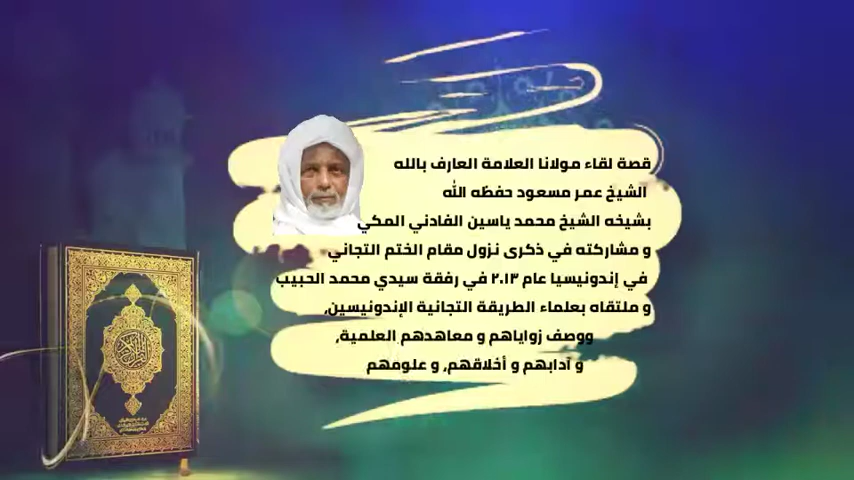 قصة لقاء مولانا العلامة العارف بالله
الشيخ عمر مسعود حفظه الله
بشيخه الشيخ محمد ياسين الفادني المكي
و مشاركته في ذكرى نزول مقام الختم التجاني
في إندونيسيا عام ٢٠١٣ في رفقة سيدي محمد الحبيب
و ملتقاه بعلماء الطريقة التجانية الإندونيسين,
ووصف زواياهم و معاهدهم العلمية,
و آدابهم و أخلاقهم, و علومهم